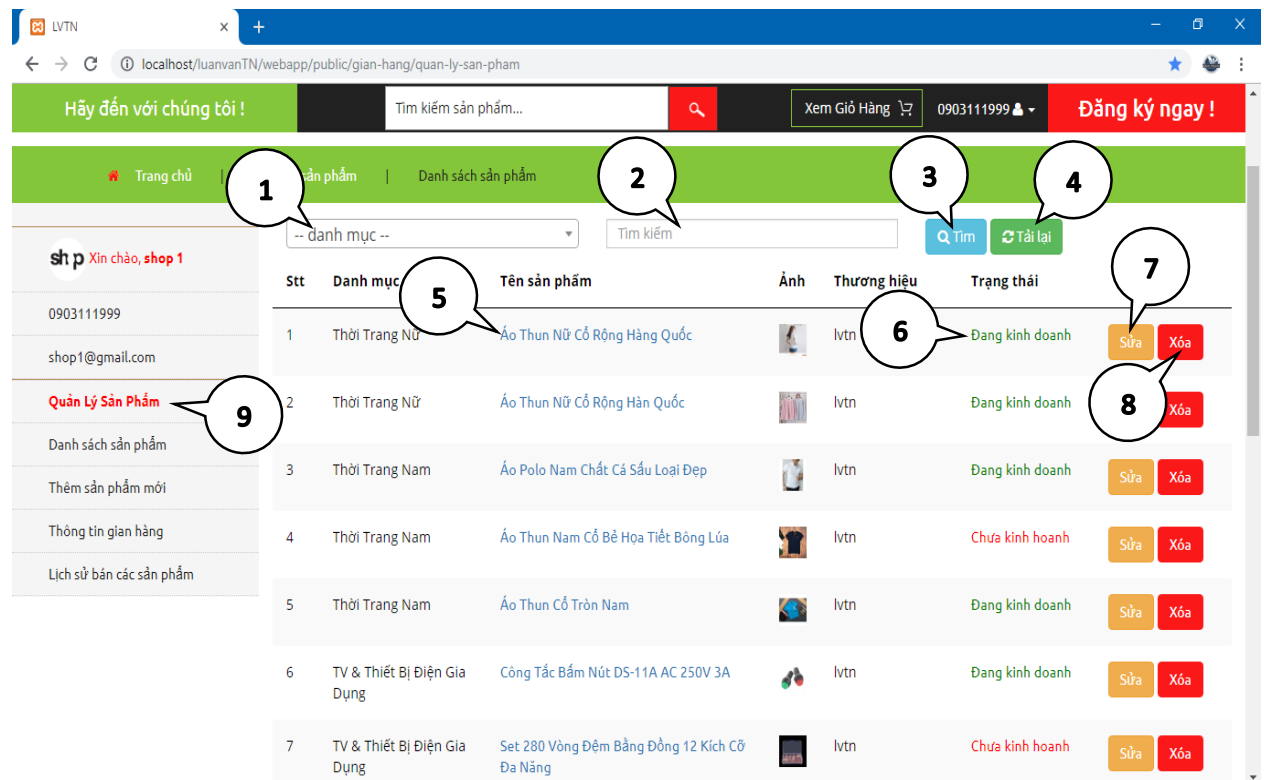 LVTN
localhost/luanvanTN/webapp/public/gian-hang/quan-ly-san-pham
Hãy đến với chúng tôi !
Tìm kiếm sản phẩm...
Xem Giỏ Hàng
0903111999
Đăng ký ngay !
Trang chủ | sản phẩm | Danh sách sản phẩm
1
2
3
4
-- danh mục --
Tìm kiếm
Tìm
Tải lại
shp Xin chào, shop 1
0903111999
shop1@gmail.com
Quản Lý Sản Phẩm
9
Danh sách sản phẩm
Thêm sản phẩm mới
Thông tin gian hàng
Lịch sử bán các sản phẩm
Stt Danh mục Tên sản phẩm Ảnh Thương hiệu Trạng thái
5
6
7
8
1 Thời Trang Nữ Áo Thun Nữ Cổ Rộng Hàng Quốc lvtn Đang kinh doanh Sửa Xóa
2 Thời Trang Nữ Áo Thun Nữ Cổ Rộng Hàn Quốc lvtn Đang kinh doanh Xóa
3 Thời Trang Nam Áo Polo Nam Chất Cá Sấu Loại Đẹp lvtn Đang kinh doanh Sửa Xóa
4 Thời Trang Nam Áo Thun Nam Cổ Bẻ Họa Tiết Bông Lúa lvtn Chưa kinh hoanh Sửa Xóa
5 Thời Trang Nam Áo Thun Cổ Tròn Nam lvtn Đang kinh doanh Sửa Xóa
6 TV & Thiết Bị Điện Gia Công Tắc Bấm Nút DS-11A AC 250V 3A lvtn Đang kinh doanh Sửa Xóa
Dụng
7 TV & Thiết Bị Điện Gia Set 280 Vòng Đệm Bằng Đồng 12 Kích Cỡ lvtn Chưa kinh hoanh Sửa Xóa
Dụng Đa Năng